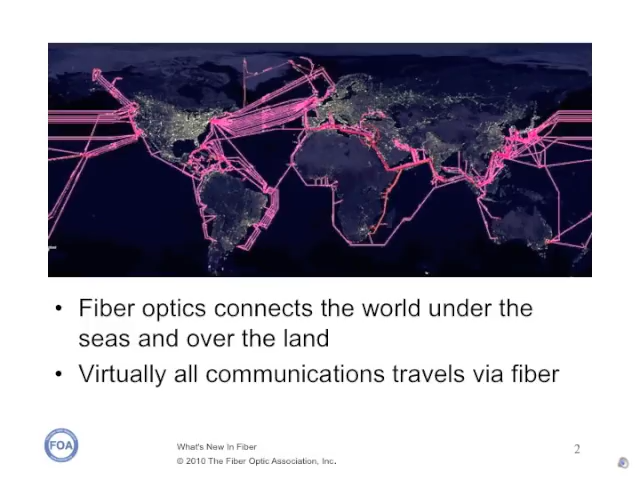 • Fiber optics connects the world under the
seas and over the land
• Virtually all communications travels via fiber
FOA
What's New In Fiber
© 2010 The Fiber Optic Association, Inc.
2